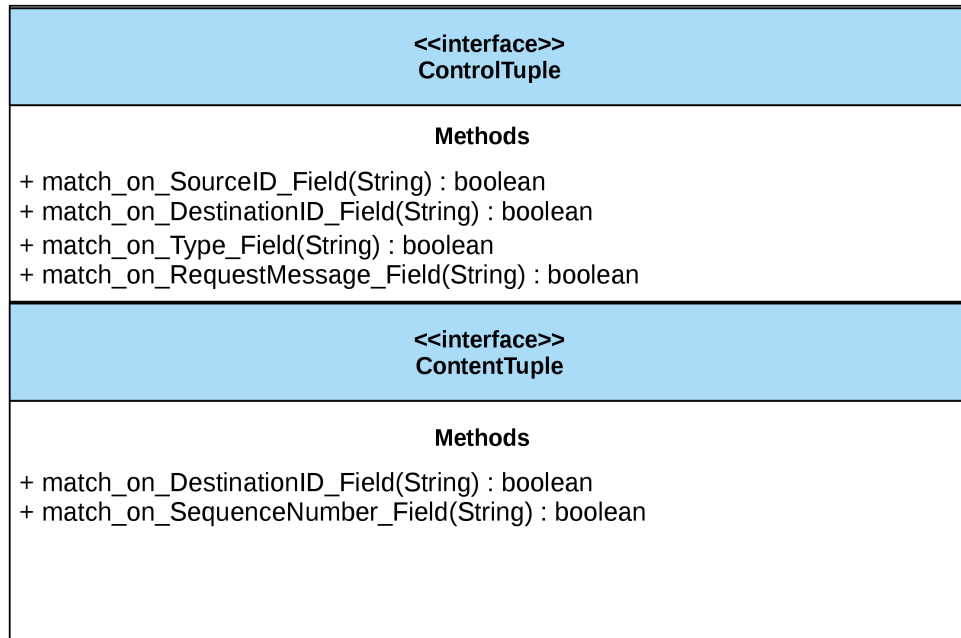 <<interface>>
ControlTuple
Methods
+ match_on_SourceID_Field(String) : boolean
+ match_on_DestinationID_Field(String) : boolean
+ match_on_Type_Field(String) : boolean
+ match_on_RequestMessage_Field(String) : boolean
<<interface>>
ContentTuple
Methods
+ match_on_DestinationID_Field(String) : boolean
+ match_on_SequenceNumber_Field(String) : boolean